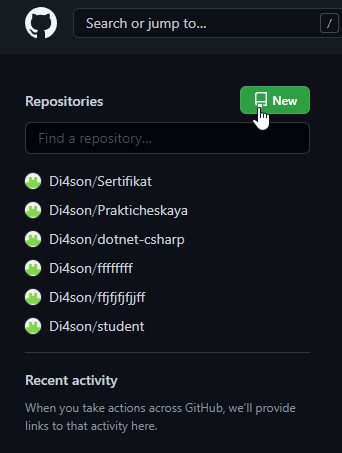 Search or jump to...
/
Repositories
New
Find a repository...
Di4son/Sertifikat
Di4son/Prakticheskaya
Di4son/dotnet-csharp
Di4son/ffffffff
Di4son/ffjfjfjfjjff
Di4son/student
Recent activity
When you take actions across GitHub, we'll provide
links to that activity here.